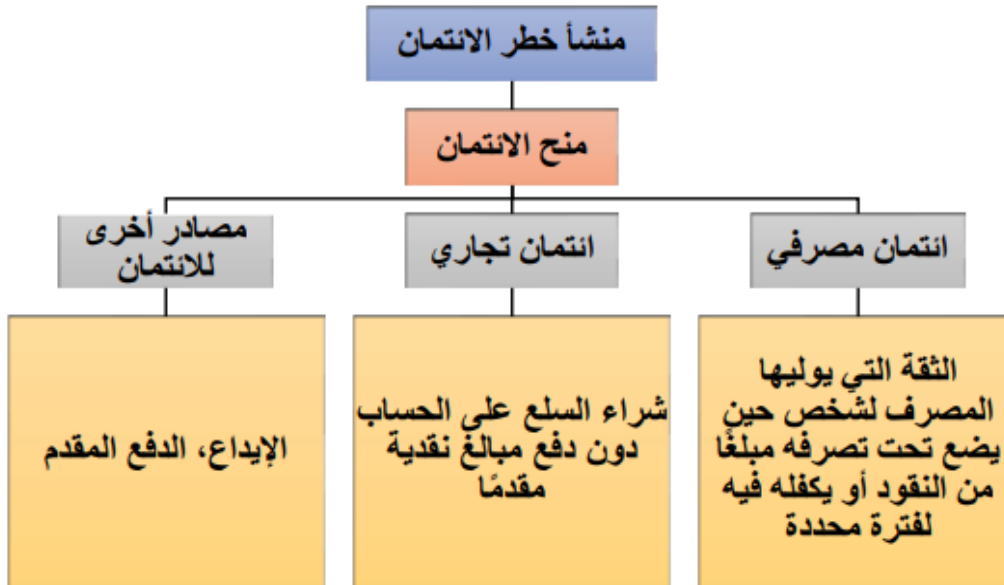 منشأ خطر الائتمان
منح الائتمان
ائتمان مصرفي
الثقة التي يوليها
المصرف لشخص حين
يضع تحت تصرفه مبلغًا
من النقود أو يكفله فيه
لفترة محددة
ائتمان تجاري
شراء السلع على الحساب
دون دفع مبالغ نقدية
مقدمًا
مصادر أخرى
للائتمان
الإيداع، الدفع المقدم